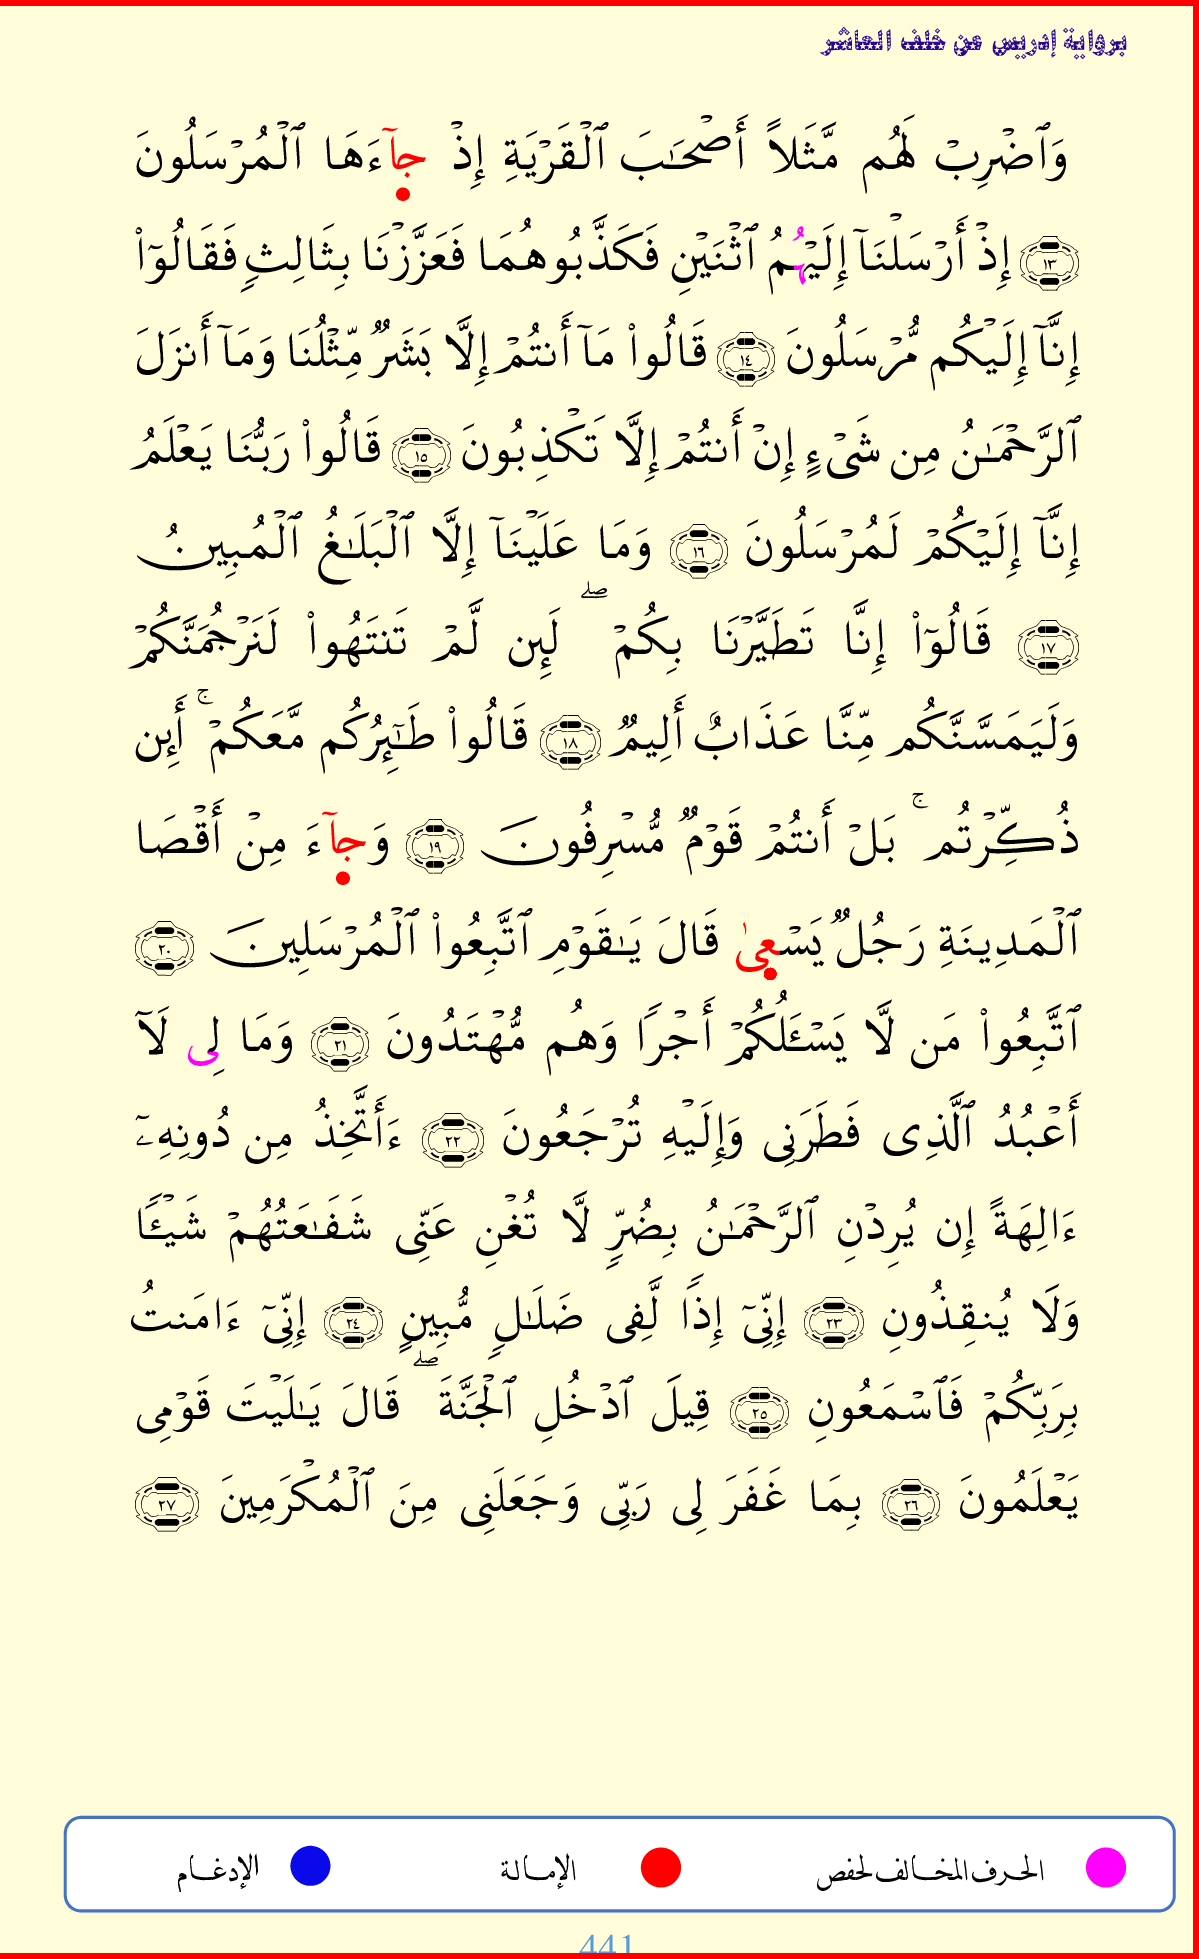 برواية إدريس عن خلف العاشر
وَٱضْرِبْ لَهُم مَّثَلًا أَصْحَٰبَ ٱلْقَرْيَةِ إِذْ جَآءَهَا ٱلْمُرْسَلُونَ
١٣ إِذْ أَرْسَلْنَآ إِلَيْهُمُ ٱثْنَيْنِ فَكَذَّبُوهُمَا فَعَزَّزْنَا بِثَالِثٍ فَقَالُوٓا۟
إِنَّآ إِلَيْكُم مُّرْسَلُونَ ١٤ قَالُوا۟ مَآ أَنتُمْ إِلَّا بَشَرٌ مِّثْلُنَا وَمَآ أَنزَلَ
ٱلرَّحْمَٰنُ مِن شَىْءٍ إِنْ أَنتُمْ إِلَّا تَكْذِبُونَ ١٥ قَالُوا۟ رَبُّنَا يَعْلَمُ
إِنَّآ إِلَيْكُمْ لَمُرْسَلُونَ ١٦ وَمَا عَلَيْنَآ إِلَّا ٱلْبَلَٰغُ ٱلْمُبِينُ
١٧ قَالُوٓا۟ إِنَّا تَطَيَّرْنَا بِكُمْ ۖ لَئِن لَّمْ تَنتَهُوا۟ لَنَرْجُمَنَّكُمْ
وَلَيَمَسَّنَّكُم مِّنَّا عَذَابٌ أَلِيمٌ ١٨ قَالُوا۟ طَٰٓئِرُكُم مَّعَكُمْ ۚ أَئِن
ذُكِّرْتُم ۚ بَلْ أَنتُمْ قَوْمٌ مُّسْرِفُونَ ١٩ وَجَآءَ مِنْ أَقْصَا
ٱلْمَدِينَةِ رَجُلٌ يَسْعَىٰ قَالَ يَٰقَوْمِ ٱتَّبِعُوا۟ ٱلْمُرْسَلِينَ ٢٠
ٱتَّبِعُوا۟ مَن لَّا يَسْـَٔلُكُمْ أَجْرًا وَهُم مُّهْتَدُونَ ٢١ وَمَا لِى لَآ
أَعْبُدُ ٱلَّذِى فَطَرَنِى وَإِلَيْهِ تُرْجَعُونَ ٢٢ ءَأَتَّخِذُ مِن دُونِهِۦٓ
ءَالِهَةً إِن يُرِدْنِ ٱلرَّحْمَٰنُ بِضُرٍّ لَّا تُغْنِ عَنِّى شَفَٰعَتُهُمْ شَيْـًٔا
وَلَا يُنقِذُونِ ٢٣ إِنِّىٓ إِذًا لَّفِى ضَلَٰلٍ مُّبِينٍ ٢٤ إِنِّىٓ ءَامَنتُ
بِرَبِّكُمْ فَٱسْمَعُونِ ٢٥ قِيلَ ٱدْخُلِ ٱلْجَنَّةَ ۖ قَالَ يَٰلَيْتَ قَوْمِى
يَعْلَمُونَ ٢٦ بِمَا غَفَرَ لِى رَبِّى وَجَعَلَنِى مِنَ ٱلْمُكْرَمِينَ ٢٧
الحرف المخالف لحفص الإمالة الإدغام
441